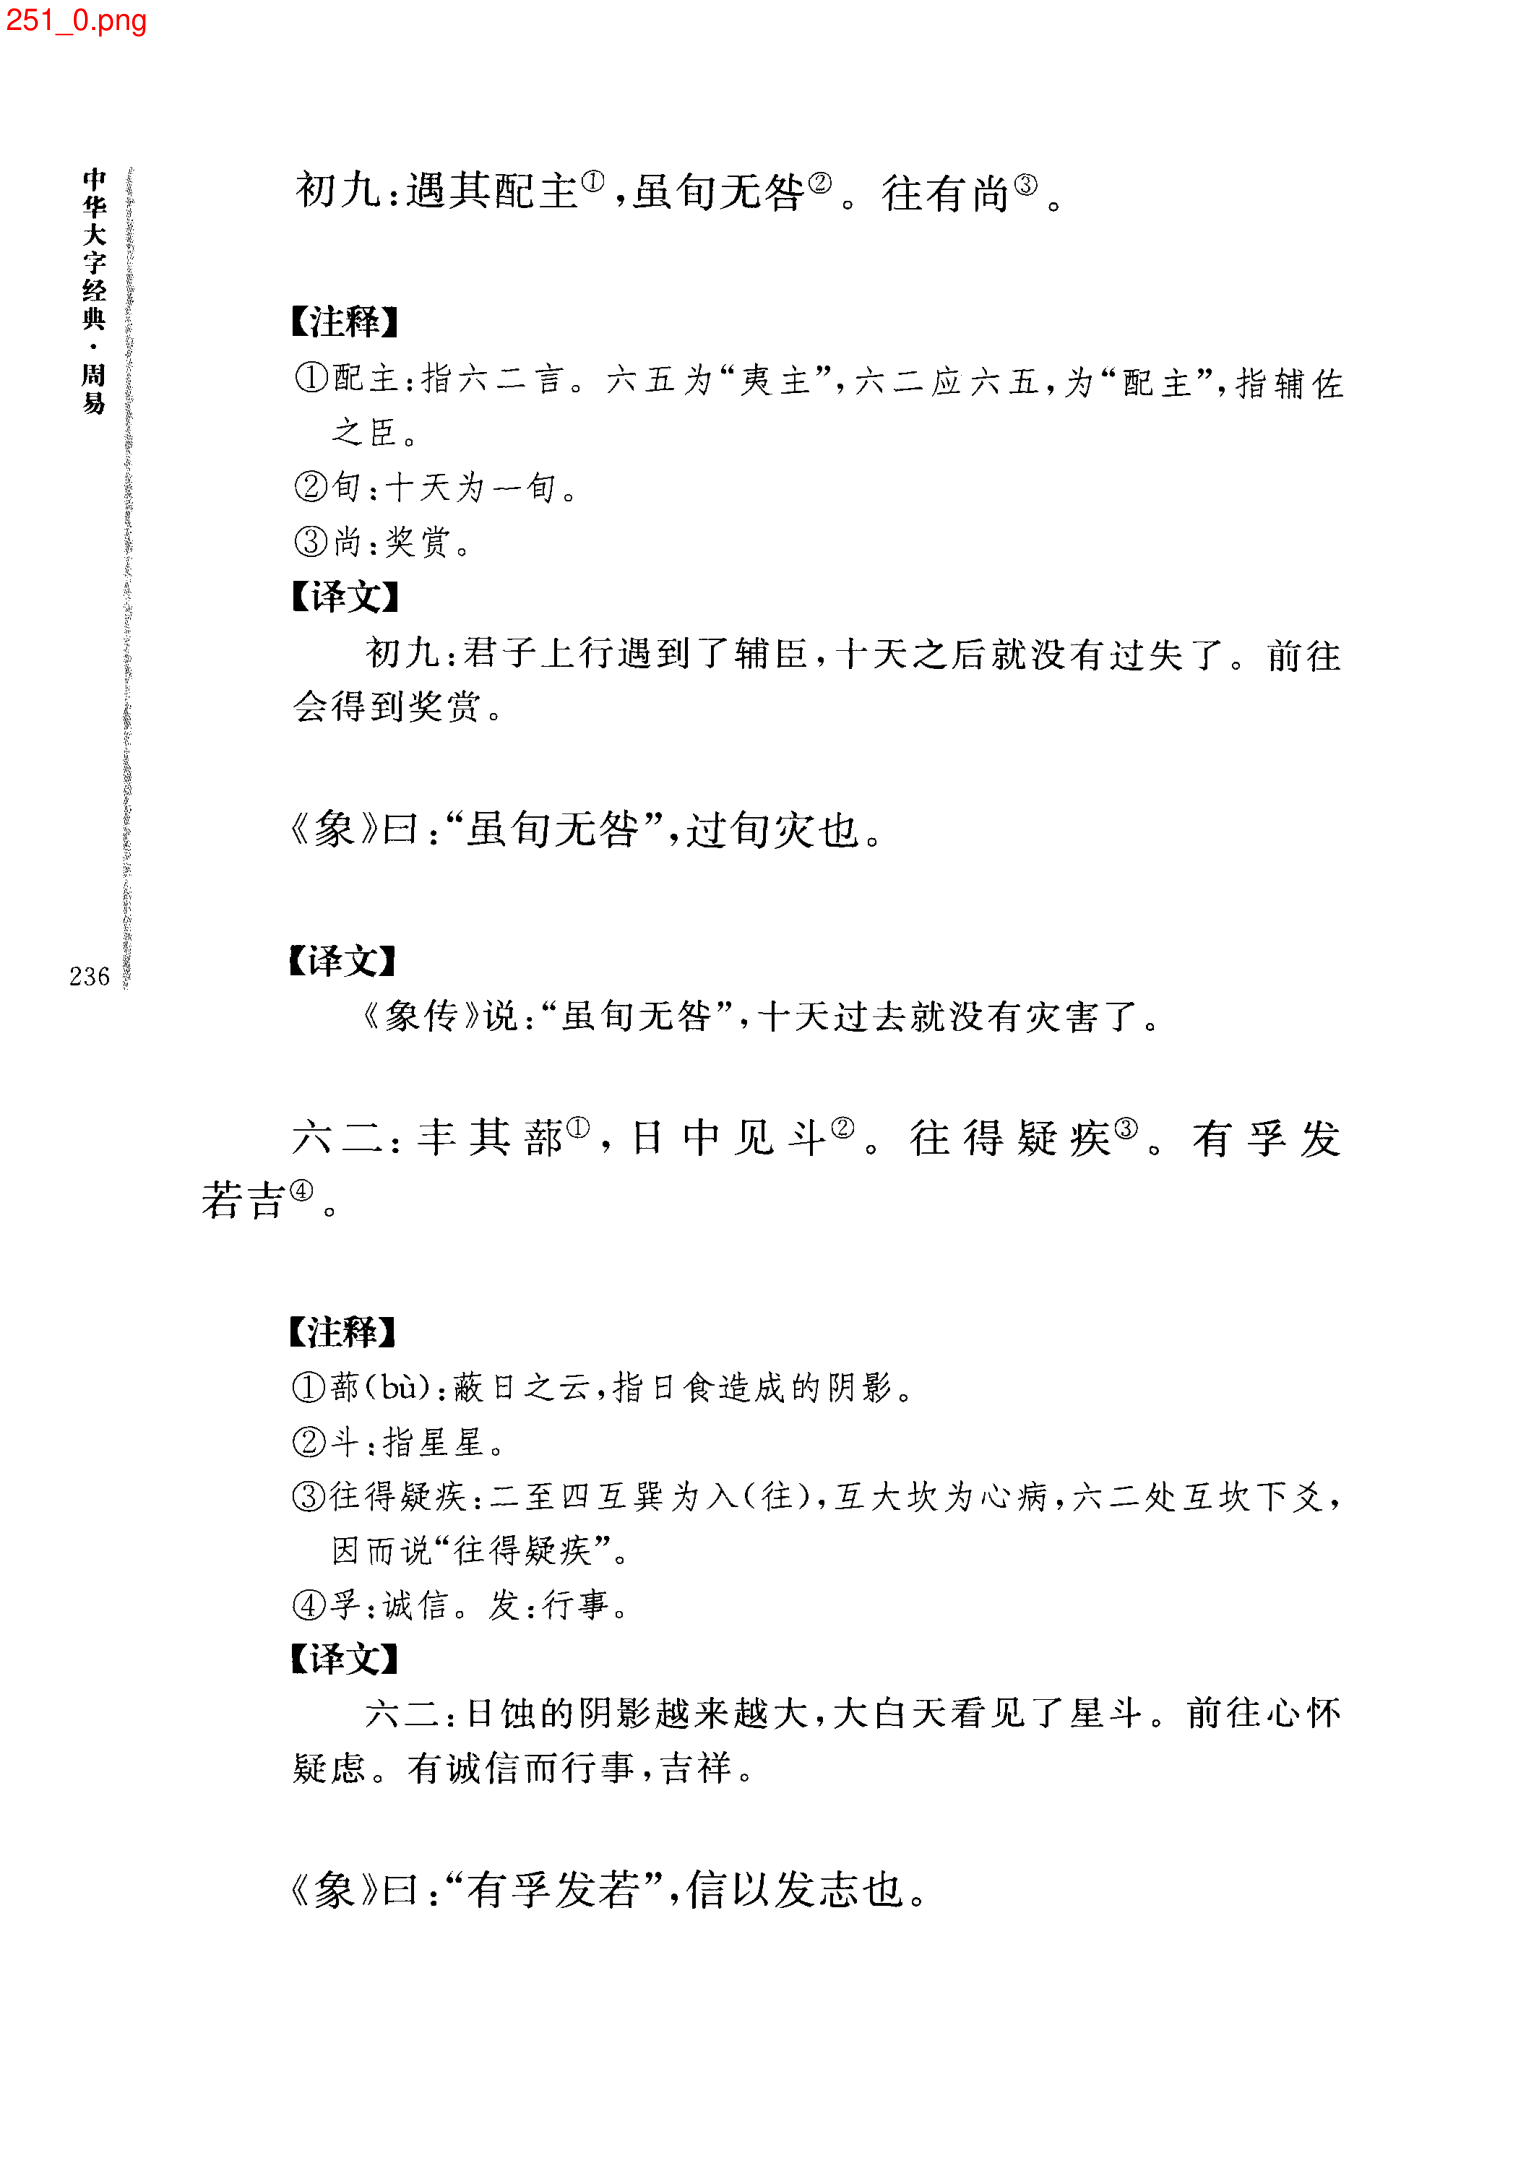 251_0.png
中华大字经典·周易
初九：遇其配主①，虽旬无咎②。往有尚③。
【注释】
①配主：指六二言。六五为“夷主”，六二应六五，为“配主”，指辅佐
之臣。
②旬：十天为一旬。
③尚：奖赏。
【译文】
初九：君子上行遇到了辅臣，十天之后就没有过失了。前往
会得到奖赏。
《象》曰：“虽旬无咎”，过旬灾也。
【译文】
236
《象传》说：“虽旬无咎”，十天过去就没有灾害了。
六二：丰其蔀①，日中见斗②。往得疑疾③。有孚发
若吉④。
【注释】
①蔀(bù)：蔽日之云，指日食造成的阴影。
②斗：指星星。
③往得疑疾：二至四互巽为入(往)，互大坎为心病，六二处互坎下爻，
因而说“往得疑疾”。
④孚：诚信。发：行事。
【译文】
六二：日蚀的阴影越来越大，大白天看见了星斗。前往心怀
疑虑。有诚信而行事，吉祥。
《象》曰：“有孚发若”，信以发志也。